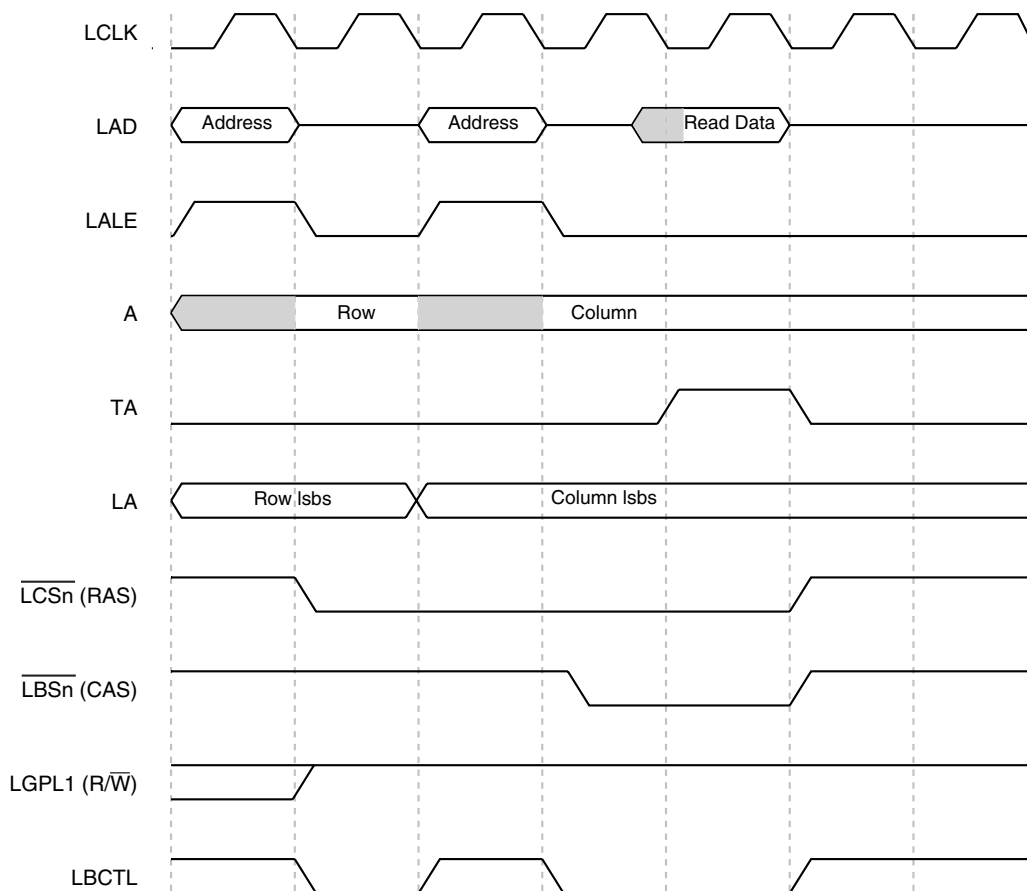 LCLK
LAD Address Address Read Data
LALE
A Row Column
TA
LA Row lsbs Column lsbs
LCSn (RAS)
LBSn (CAS)
LGPL1 (R/W)
LBCTL